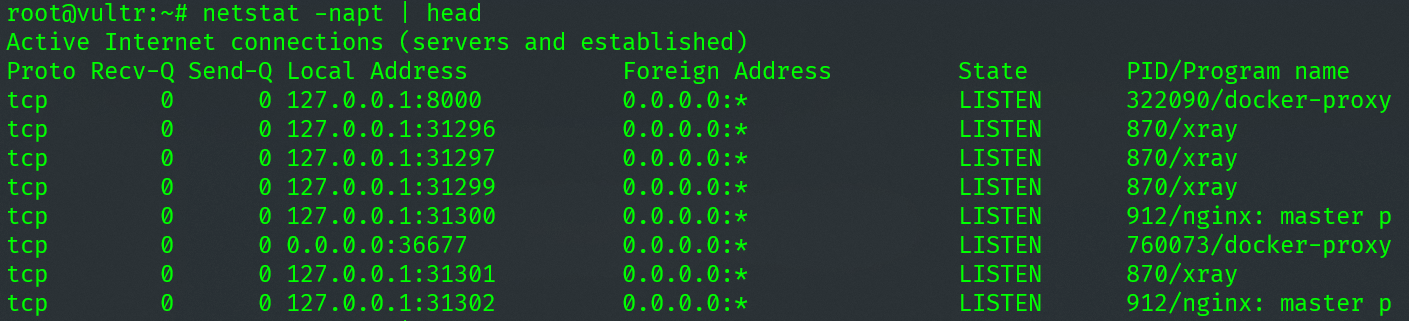 root@vultr:~# netstat -napt | head
Active Internet connections (servers and established)
Proto Recv-Q Send-Q Local Address           Foreign Address         State       PID/Program name
tcp        0      0 127.0.0.1:8000          0.0.0.0:*               LISTEN      322090/docker-proxy
tcp        0      0 127.0.0.1:31296         0.0.0.0:*               LISTEN      870/xray
tcp        0      0 127.0.0.1:31297         0.0.0.0:*               LISTEN      870/xray
tcp        0      0 127.0.0.1:31299         0.0.0.0:*               LISTEN      870/xray
tcp        0      0 127.0.0.1:31300         0.0.0.0:*               LISTEN      912/nginx: master p
tcp        0      0 0.0.0.0:36677           0.0.0.0:*               LISTEN      760073/docker-proxy
tcp        0      0 127.0.0.1:31301         0.0.0.0:*               LISTEN      870/xray
tcp        0      0 127.0.0.1:31302         0.0.0.0:*               LISTEN      912/nginx: master p